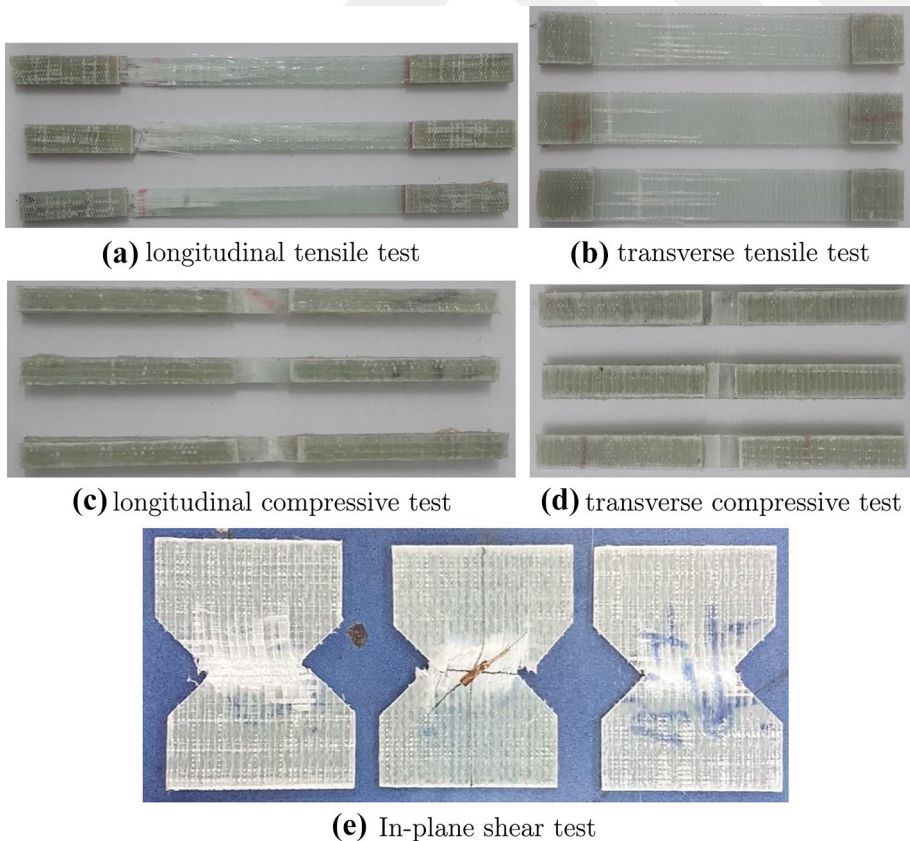 (a) longitudinal tensile test
(b) transverse tensile test
(c) longitudinal compressive test
(d) transverse compressive test
(e) In-plane shear test